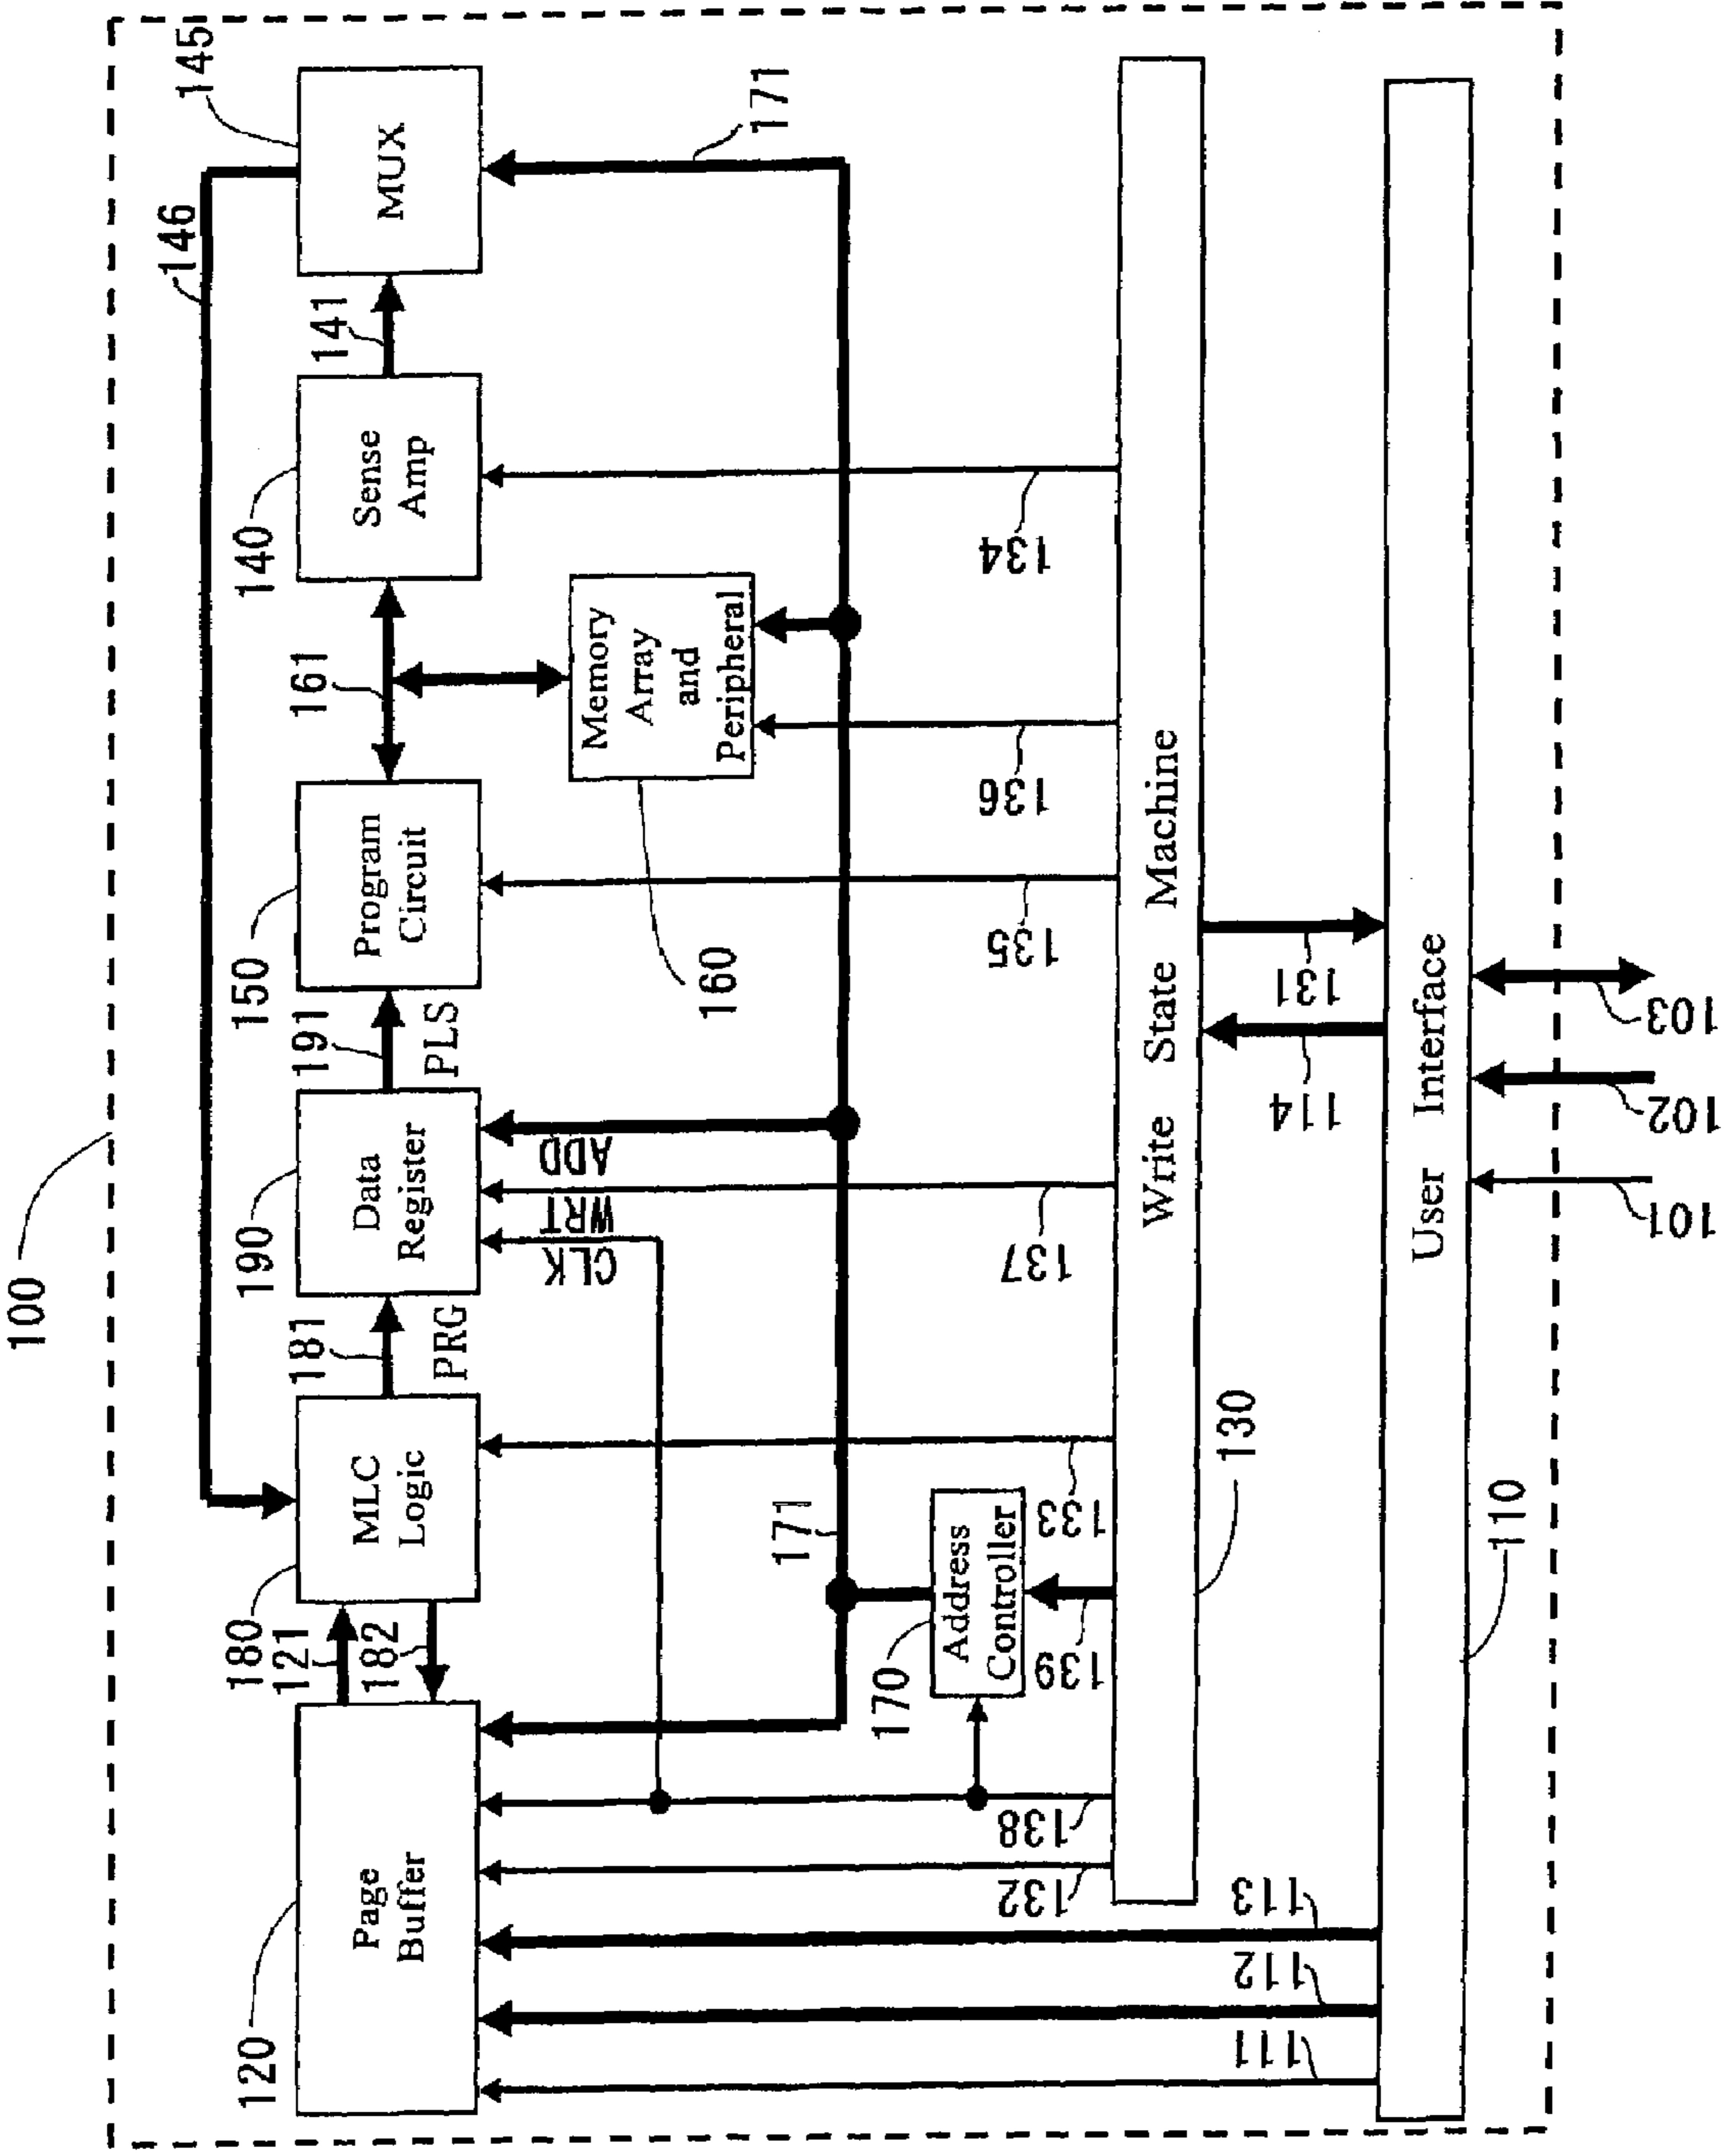 100
120
Page
Buffer
121
182
180
MLC
Logic
181
PRG
190
Data
Register
191
PLS
150
Program
Circuit
161
140
Sense
Amp
141
146
145
MUX
CLK
WRT
ADD
160
Memory
Array
and
Peripheral
171
171
170
Address
Controller
138
132
139
133
137
135
136
134
130
Write State Machine
113
112
111
114
131
110
User Interface
101
102
103